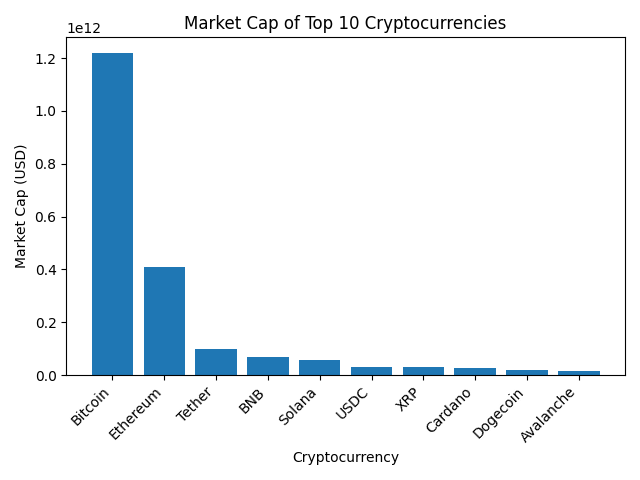 Market Cap of Top 10 Cryptocurrencies
1e12
1.2
1.0
0.8
0.6
0.4
0.2
0.0
Market Cap (USD)
Bitcoin
Ethereum
Tether
BNB
Solana
USDC
XRP
Cardano
Dogecoin
Avalanche
Cryptocurrency